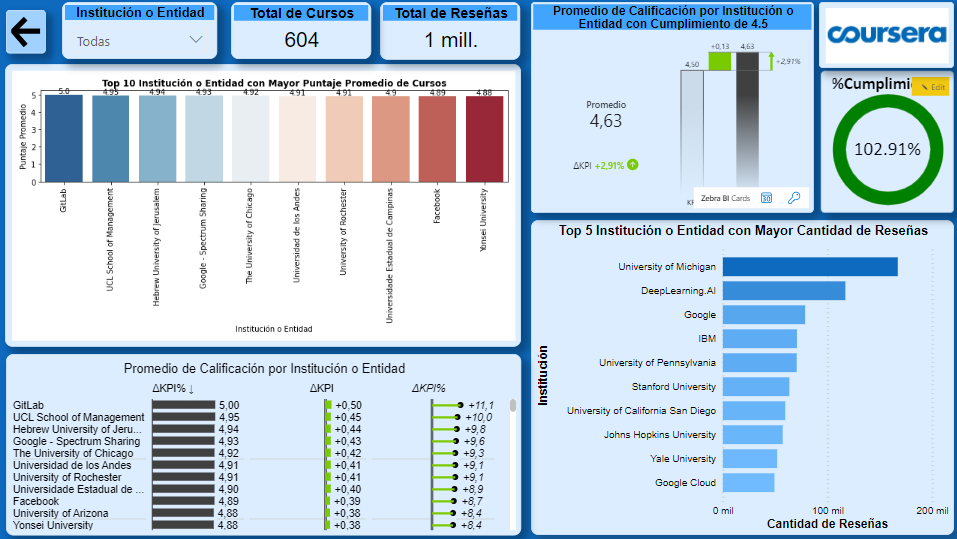 Institución o Entidad
Todas
Total de Cursos
604
Total de Reseñas
1 mill.
Promedio de Calificación por Institución o
Entidad con Cumplimiento de 4.5
4,50
+0,13
4,63
+2,91%
Promedio
4,63
ΔKPI +2,91%
Zebra BI Cards
coursera
Edit
102.91%
Top 10 Institución o Entidad con Mayor Puntaje Promedio de Cursos
Puntaje Promedio
5
4
3
2
1
0
5.0
4.95
4.94
4.93
4.92
4.91
4.91
4.9
4.89
4.88
GitLab
UCL School of Management
Hebrew University of Jerusalem
Google - Spectrum Sharing
The University of Chicago
Universidad de los Andes
University of Rochester
Universidade Estadual de Campinas
Facebook
Yonsei University
Institución o Entidad
Promedio de Calificación por Institución o Entidad
ΔKPI% ↓ ΔKPI ΔKPI%
GitLab 5,00 +0,50 +11,1
UCL School of Management 4,95 +0,45 +10,0
Hebrew University of Jeru... 4,94 +0,44 +9,8
Google - Spectrum Sharing 4,93 +0,43 +9,6
The University of Chicago 4,92 +0,42 +9,3
Universidad de los Andes 4,91 +0,41 +9,1
University of Rochester 4,91 +0,41 +9,1
Universidade Estadual de ... 4,90 +0,40 +8,9
Facebook 4,89 +0,39 +8,7
University of Arizona 4,88 +0,38 +8,4
Yonsei University 4,88 +0,38 +8,4
Top 5 Institución o Entidad con Mayor Cantidad de Reseñas
Institución
University of Michigan
DeepLearning.AI
Google
IBM
University of Pennsylvania
Stanford University
University of California San Diego
Johns Hopkins University
Yale University
Google Cloud
0 mil 100 mil 200 mil
Cantidad de Reseñas